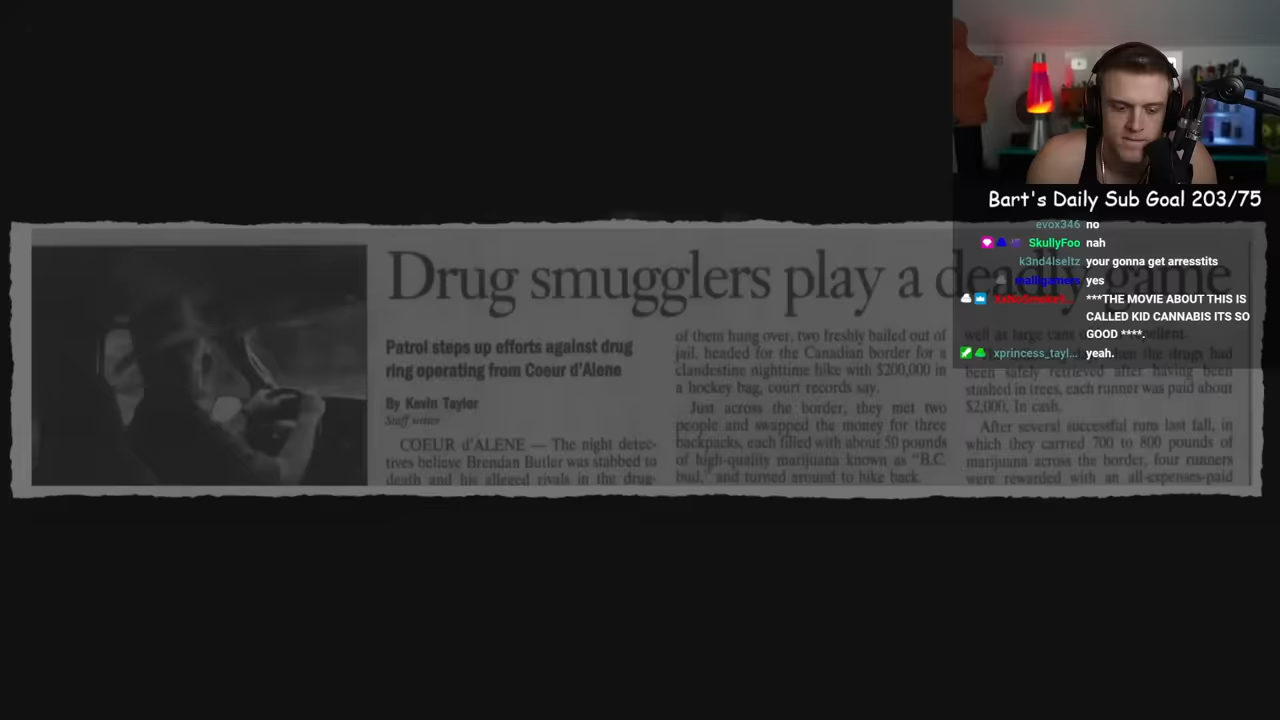 Bart's Daily Sub Goal 203/75
evox346 no
SkullyFoo nah
k3nd4lseltz your gonna get arresstits
yes
***THE MOVIE ABOUT THIS IS
CALLED KID CANNABIS ITS SO
GOOD ****.
xprincess_tayl... yeah.
Drug smugglers play a deadly game
Patrol steps up efforts against drug
ring operating from Coeur d'Alene
By Kevin Taylor
Staff writer
COEUR d'ALENE — The night detec-
tives believe Brendan Butler was stabbed to
death and his alleged rivals in the drug-
of them hung over, two freshly bailed out of
jail, headed for the Canadian border for a
clandestine nighttime hike with $200,000 in
a hockey bag, court records say.
Just across the border, they met two
people and swapped the money for three
backpacks, each filled with about 50 pounds
of high-quality marijuana known as "B.C.
bud," and turned around to hike back.
well as large cans
when the drugs had
been safely retrieved after having been
stashed in trees, each runner was paid about
$2,000. In cash.
After several successful runs last fall, in
which they carried 700 to 800 pounds of
marijuana across the border, four runners
were rewarded with an all-expenses-paid